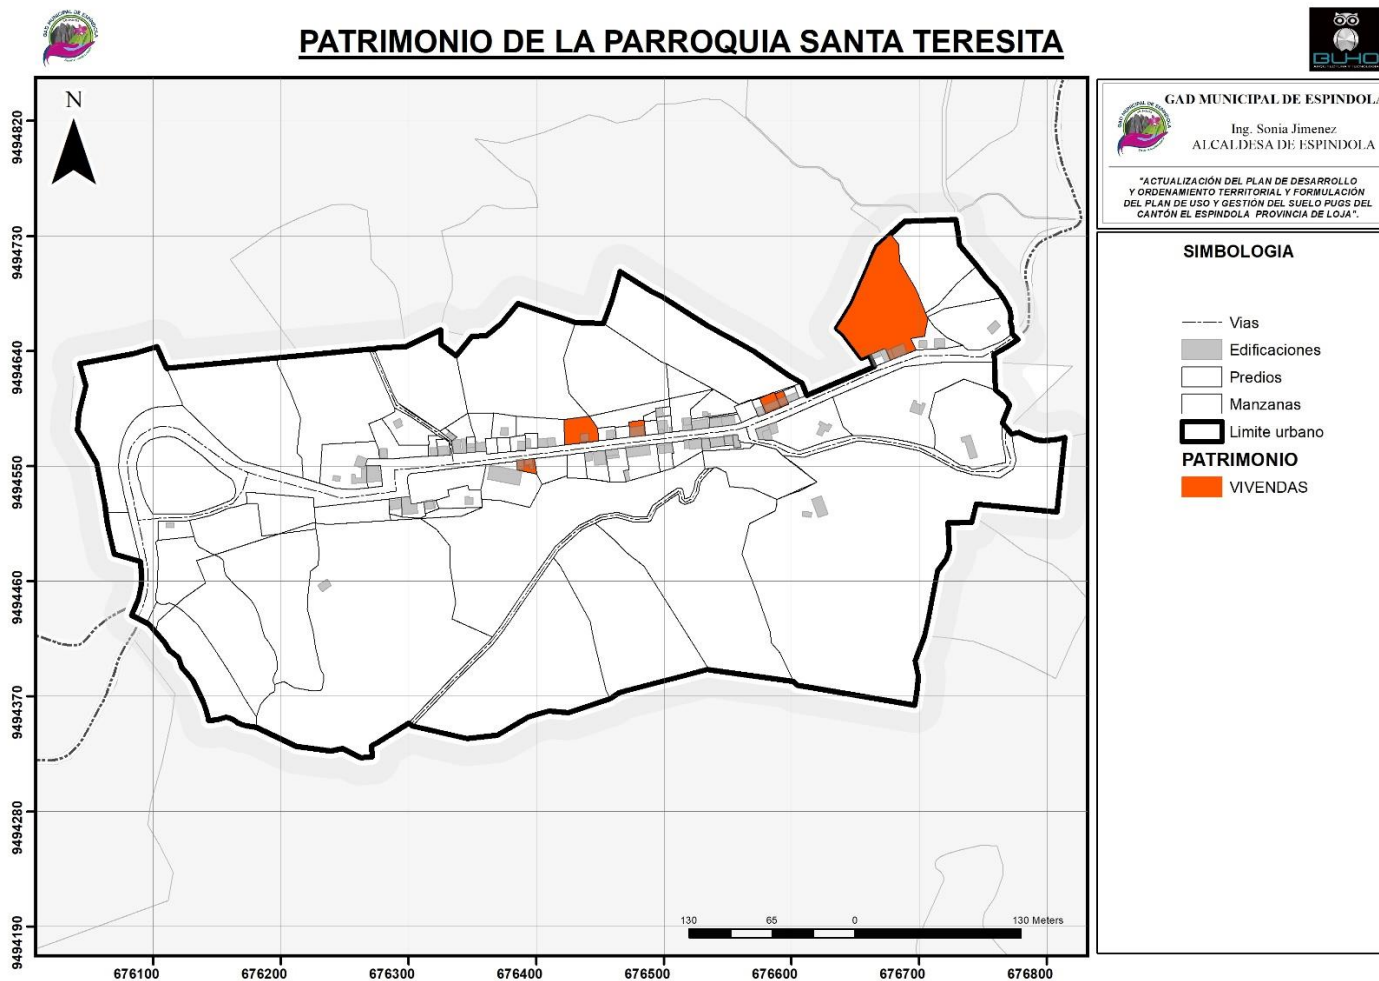 PATRIMONIO DE LA PARROQUIA SANTA TERESITA
BUHO
N
GAD MUNICIPAL DE ESPINDOLA
Ing. Sonia Jimenez
ALCALDESA DE ESPINDOLA
"ACTUALIZACIÓN DEL PLAN DE DESARROLLO
Y ORDENAMIENTO TERRITORIAL Y FORMULACIÓN
DEL PLAN DE USO Y GESTIÓN DEL SUELO PUGS DEL
CANTÓN EL ESPINDOLA PROVINCIA DE LOJA".
SIMBOLOGIA
Vias
Edificaciones
Predios
Manzanas
Limite urbano
PATRIMONIO
VIVENDAS
9494820
9494730
9494640
9494550
9494460
9494370
9494280
9494190
130 65 0 130 Meters
676100 676200 676300 676400 676500 676600 676700 676800